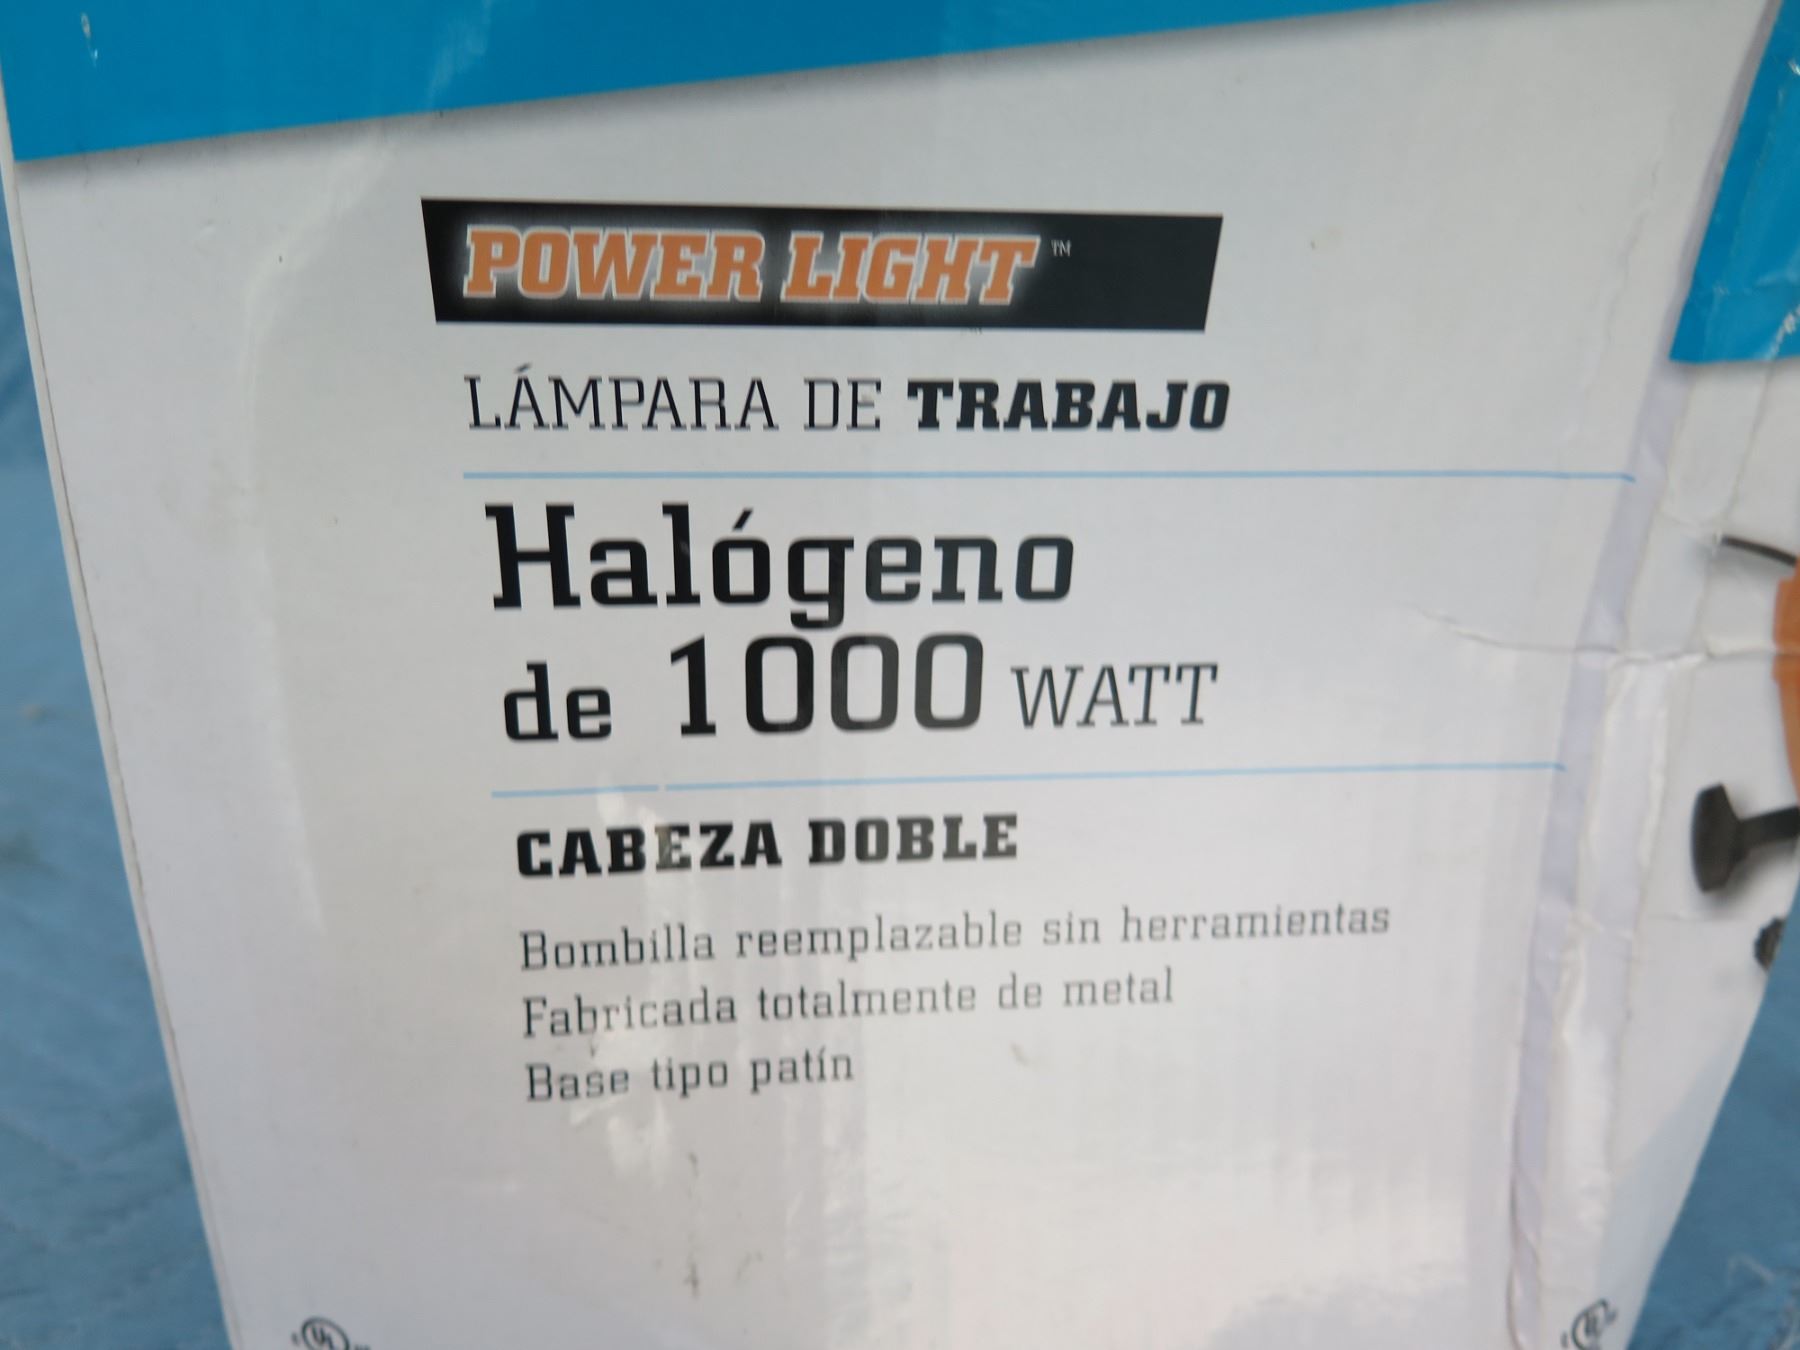 POWER LIGHT™
LÁMPARA DE TRABAJO
Halógeno
de 1000 WATT
CABEZA DOBLE
Bombilla reemplazable sin herramientas
Fabricada totalmente de metal
Base tipo patín
UL